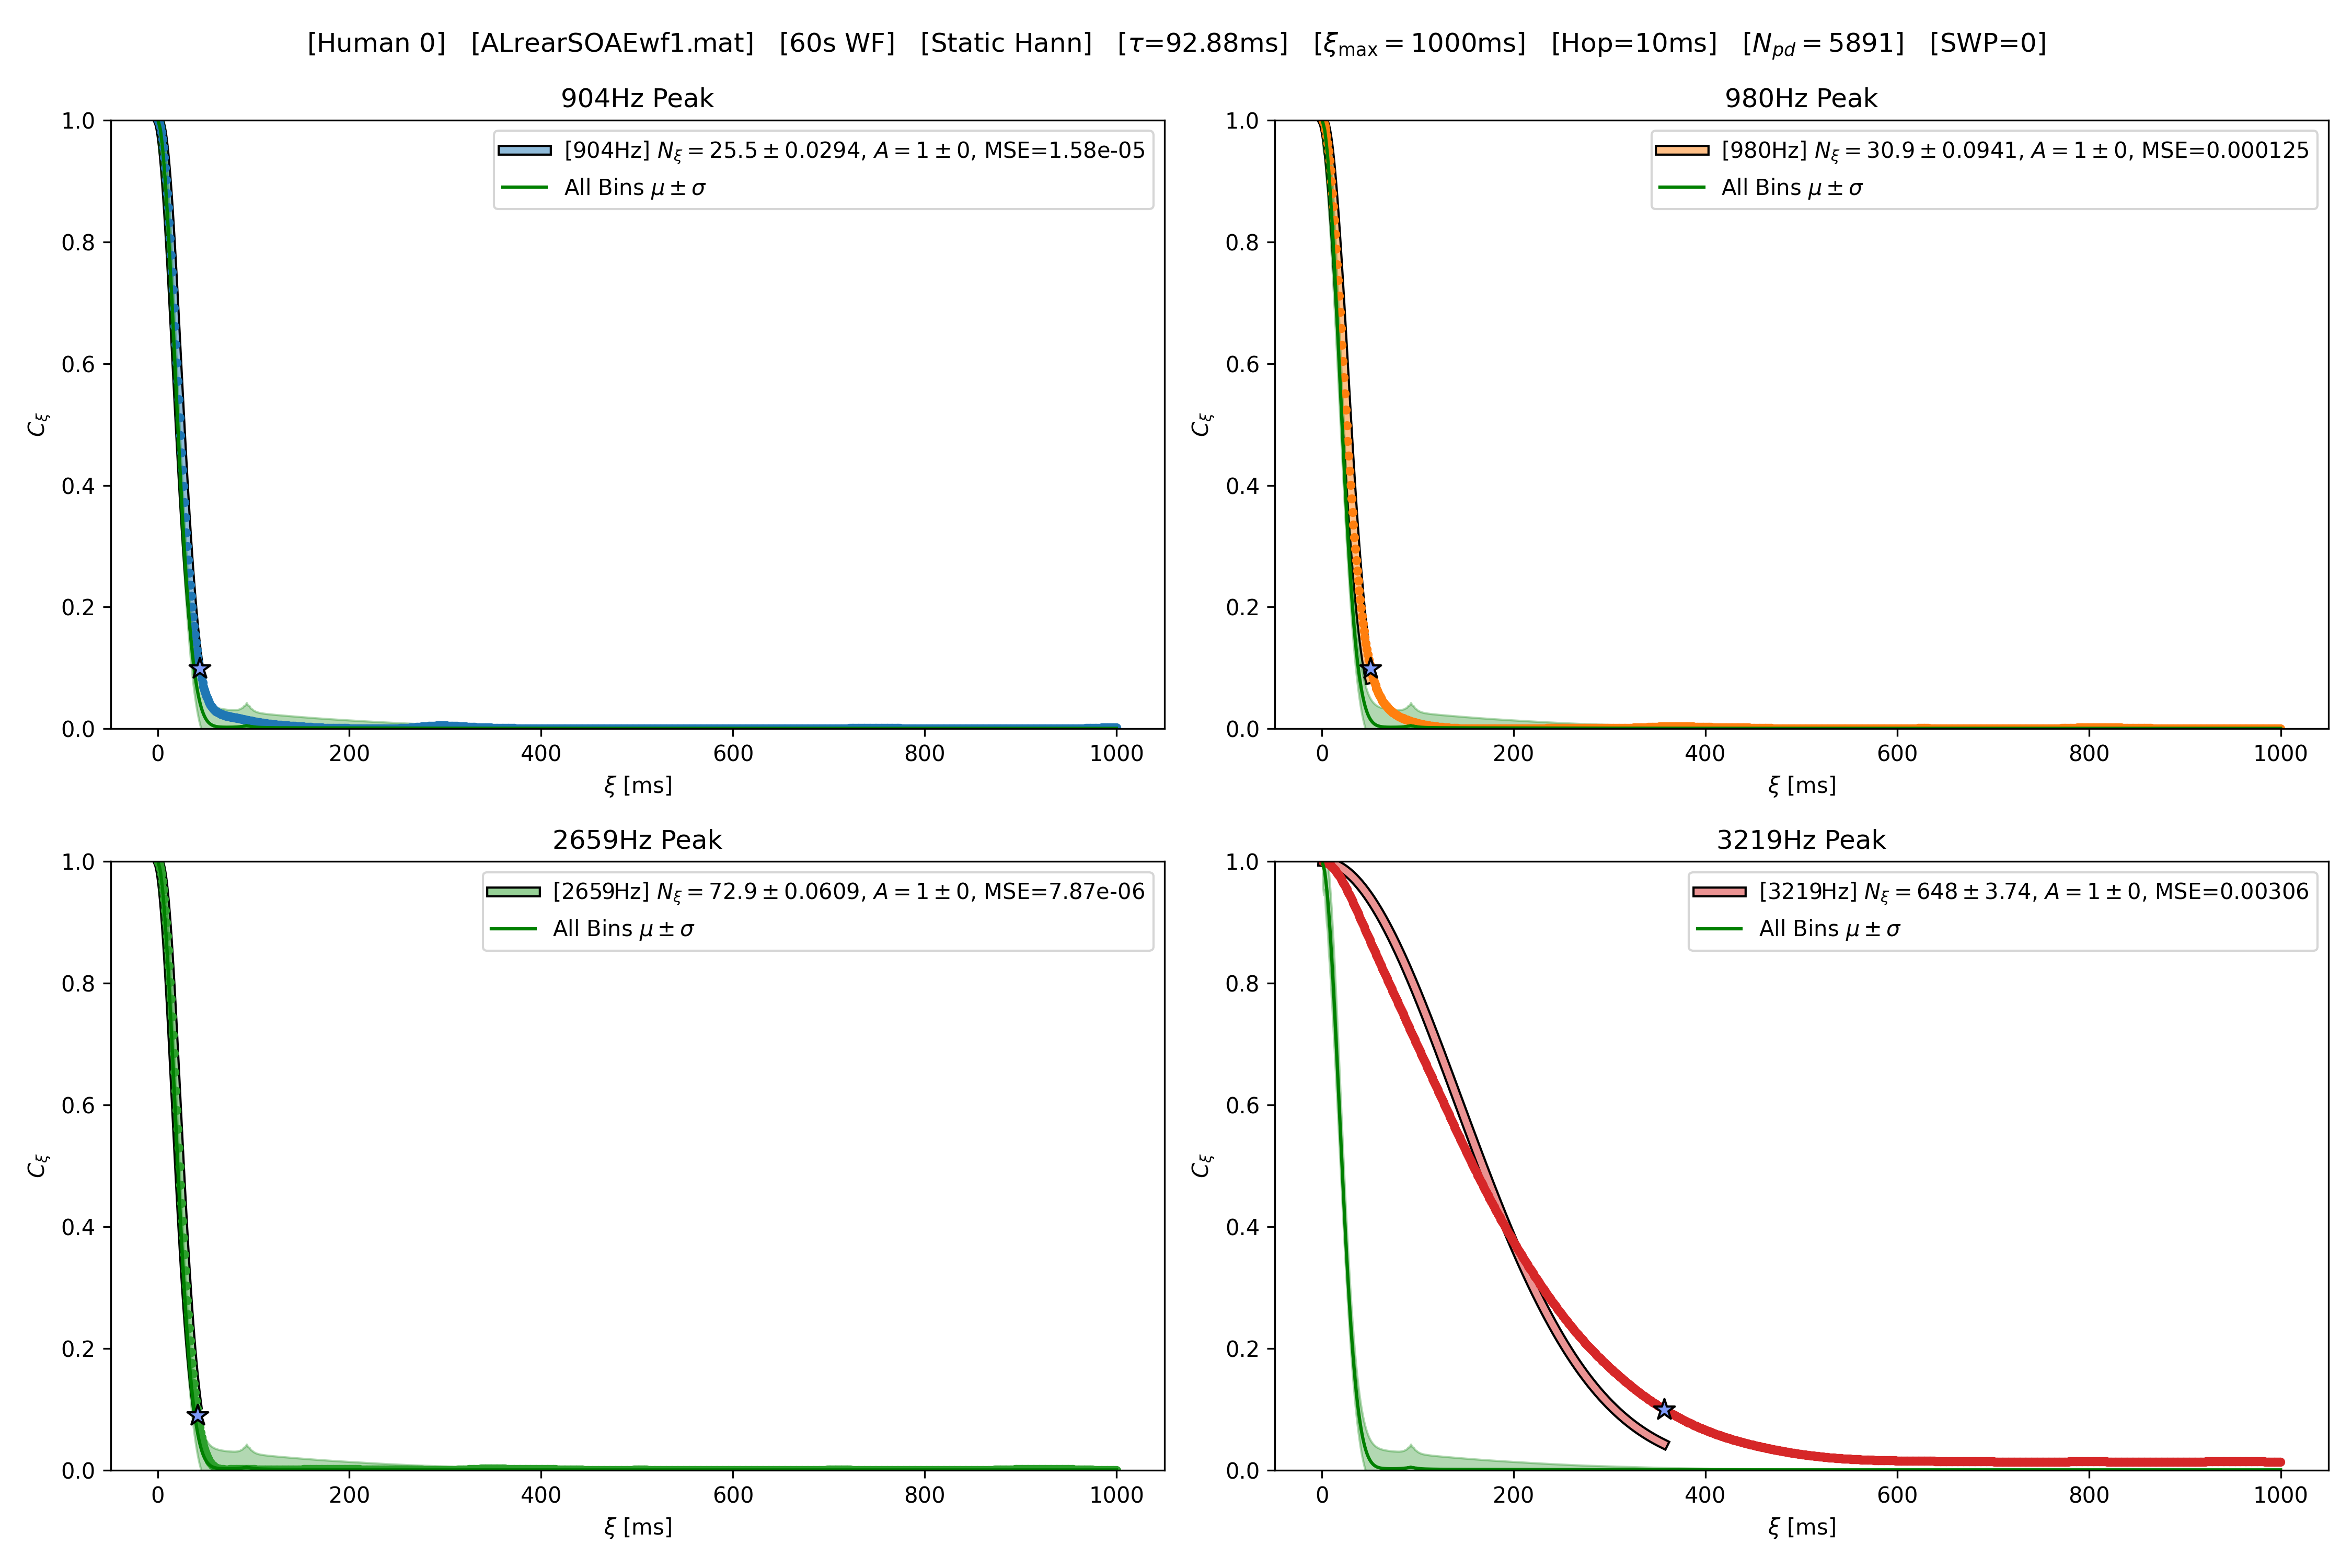 [Human 0] [ALrearSOAEwf1.mat] [60s WF] [Static Hann] [τ=92.88ms] [ξmax = 1000ms] [Hop=10ms] [Npd = 5891] [SWP=0]
904Hz Peak
1.0
0.8
0.6
0.4
0.2
0.0
Cξ
[904Hz] Nξ = 25.5 ± 0.0294, A = 1 ± 0, MSE=1.58e-05
All Bins μ ± σ
0 200 400 600 800 1000
ξ [ms]
980Hz Peak
1.0
0.8
0.6
0.4
0.2
0.0
Cξ
[980Hz] Nξ = 30.9 ± 0.0941, A = 1 ± 0, MSE=0.000125
All Bins μ ± σ
0 200 400 600 800 1000
ξ [ms]
2659Hz Peak
1.0
0.8
0.6
0.4
0.2
0.0
Cξ
[2659Hz] Nξ = 72.9 ± 0.0609, A = 1 ± 0, MSE=7.87e-06
All Bins μ ± σ
0 200 400 600 800 1000
ξ [ms]
3219Hz Peak
1.0
0.8
0.6
0.4
0.2
0.0
Cξ
[3219Hz] Nξ = 648 ± 3.74, A = 1 ± 0, MSE=0.00306
All Bins μ ± σ
0 200 400 600 800 1000
ξ [ms]